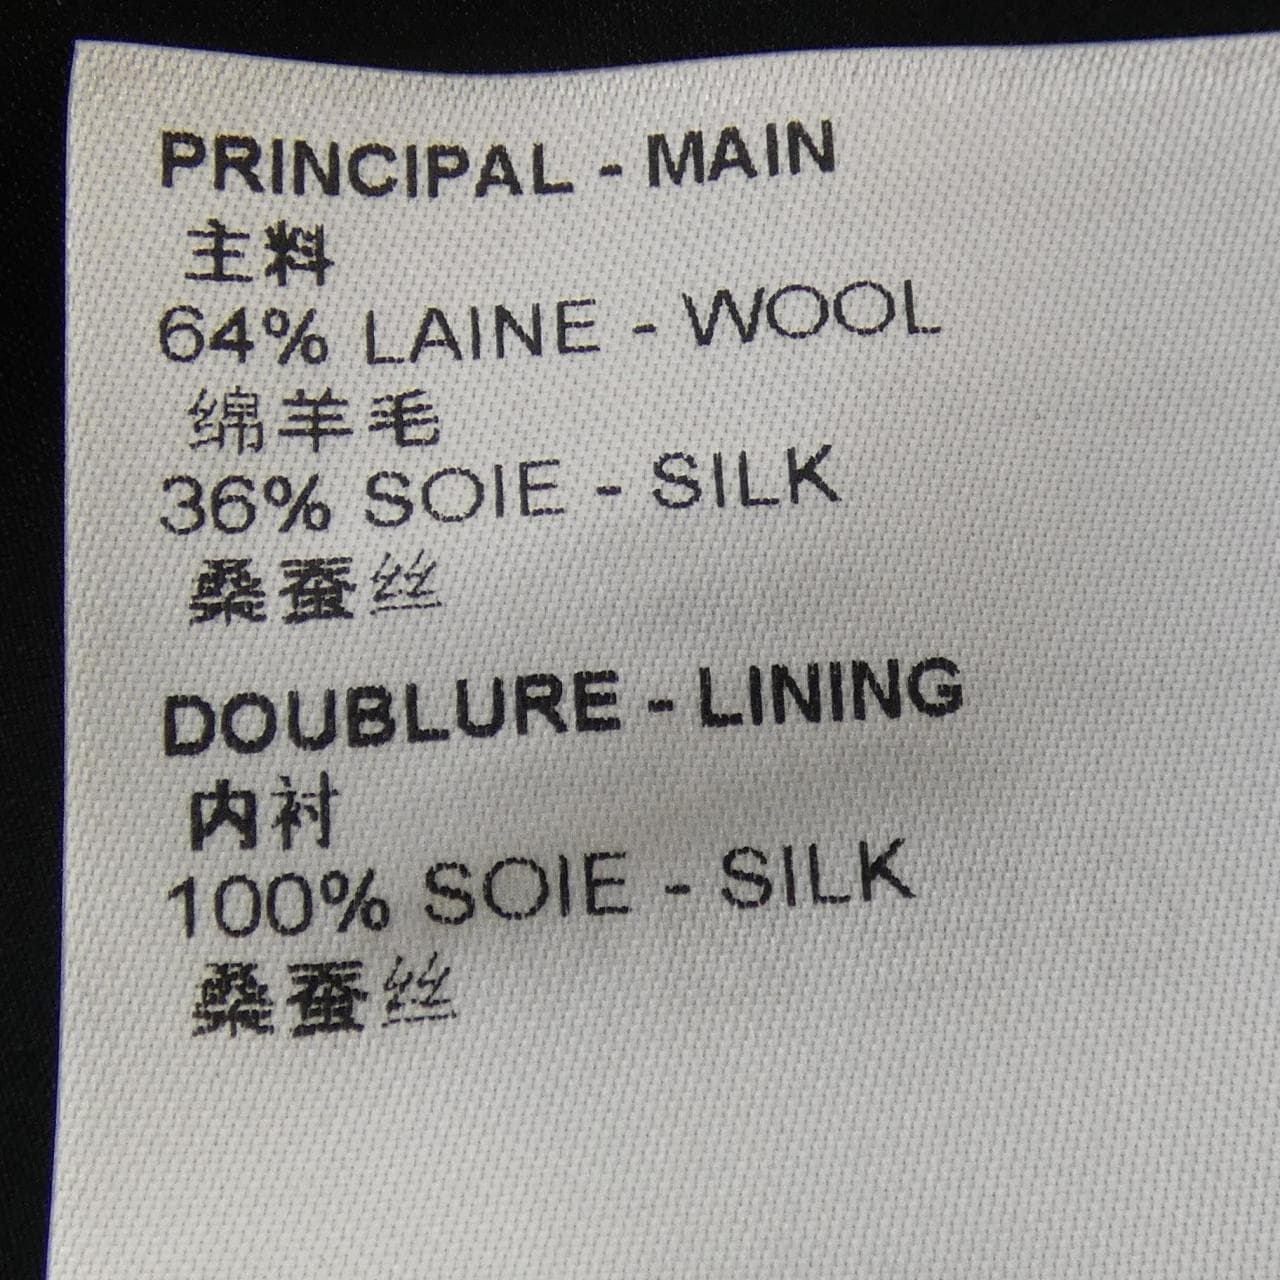 PRINCIPAL - MAIN
主料
64% LAINE - WOOL
绵羊毛
36% SOIE - SILK
桑蚕丝
DOUBLURE - LINING
内衬
100% SOIE - SILK
桑蚕丝